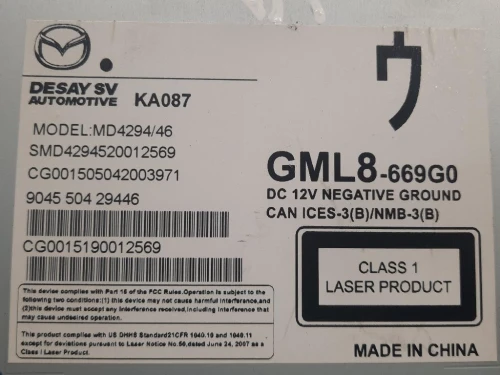 DESAY SV
AUTOMOTIVE KA087
ウ
MODEL:MD4294/46
SMD4294520012569
CG001505042003971
9045 504 29446
CG0015190012569
GML8-669G0
DC 12V NEGATIVE GROUND
CAN ICES-3(B)/NMB-3(B)
CLASS 1
LASER PRODUCT
This device complies with Part 15 of the FCC Rules.Operation is subject to the
following two conditions:(1) this device may not cause harmful interference,and
(2)this device must accept any interference received,including interference that
may cause undesired operation.
This product complies with US DHHS Standard21CFR 1040.10 and 1040.11
except for deviations pursuant to Laser Notice No.50,dated June 24, 2007 as a
Class I Laser Product.
MADE IN CHINA